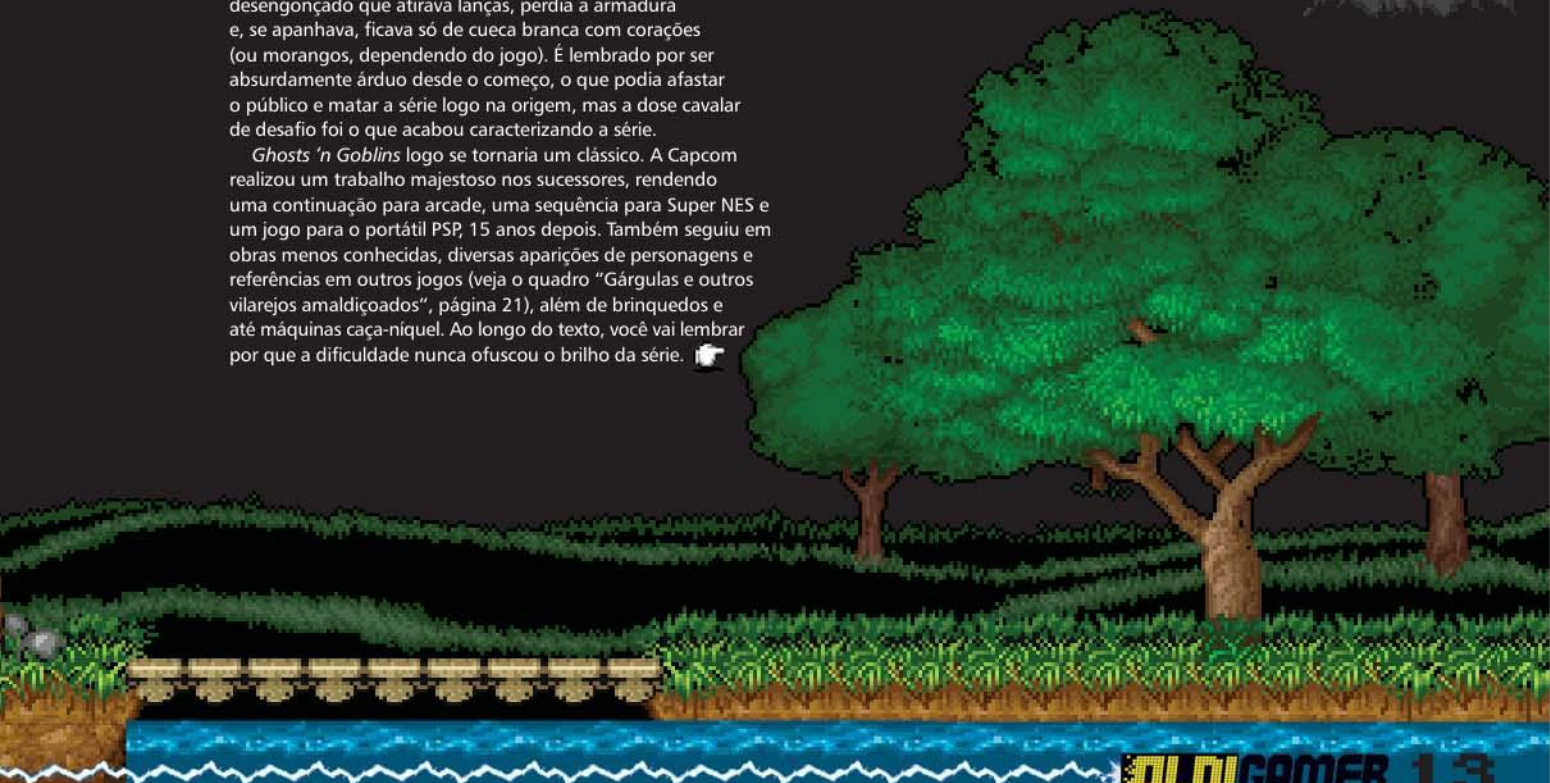 desengonçado que atirava lanças, perdia a armadura
e, se apanhava, ficava só de cueca branca com corações
(ou morangos, dependendo do jogo). É lembrado por ser
absurdamente árduo desde o começo, o que podia afastar
o público e matar a série logo na origem, mas a dose cavalar
de desafio foi o que acabou caracterizando a série.
Ghosts ’n Goblins logo se tornaria um clássico. A Capcom
realizou um trabalho majestoso nos sucessores, rendendo
uma continuação para arcade, uma sequência para Super NES e
um jogo para o portátil PSP, 15 anos depois. Também seguiu em
obras menos conhecidas, diversas aparições de personagens e
referências em outros jogos (veja o quadro “Gárgulas e outros
vilarejos amaldiçoados”, página 21), além de brinquedos e
até máquinas caça-níquel. Ao longo do texto, você vai lembrar
por que a dificuldade nunca ofuscou o brilho da série.
OLD!GAMER 13